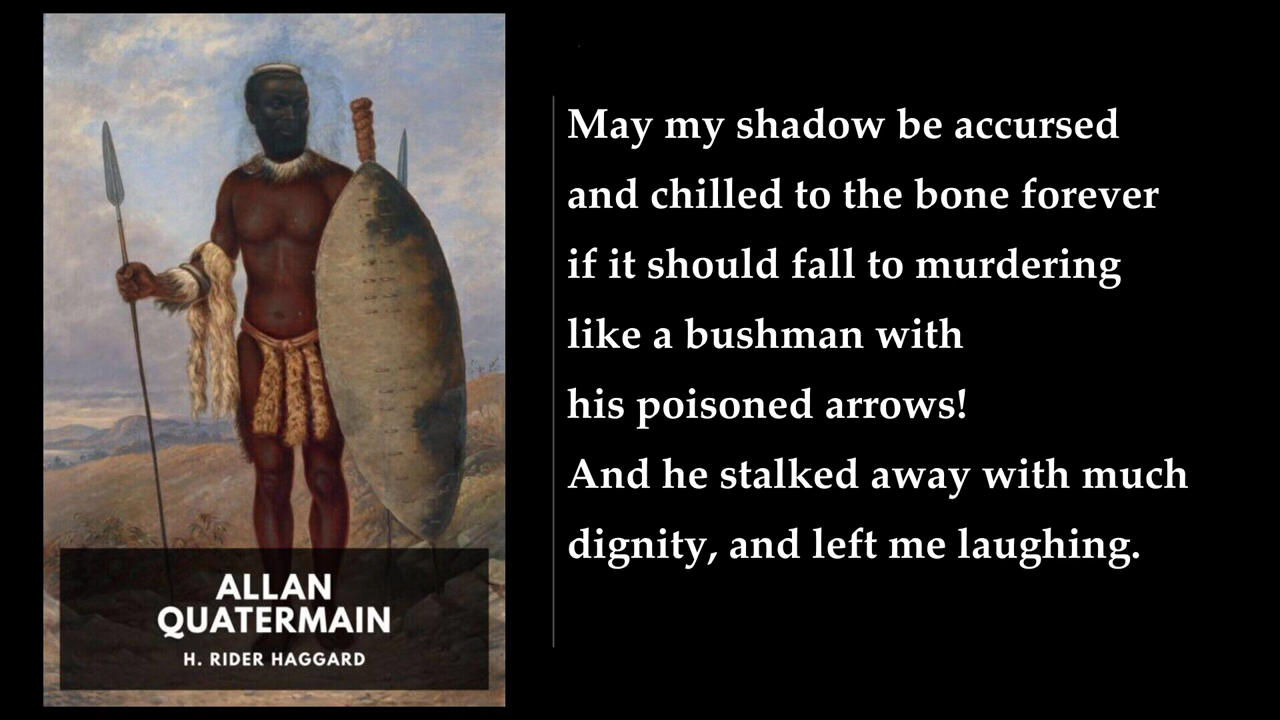 ALLAN
QUATERMAIN
H. RIDER HAGGARD
May my shadow be accursed
and chilled to the bone forever
if it should fall to murdering
like a bushman with
his poisoned arrows!
And he stalked away with much
dignity, and left me laughing.